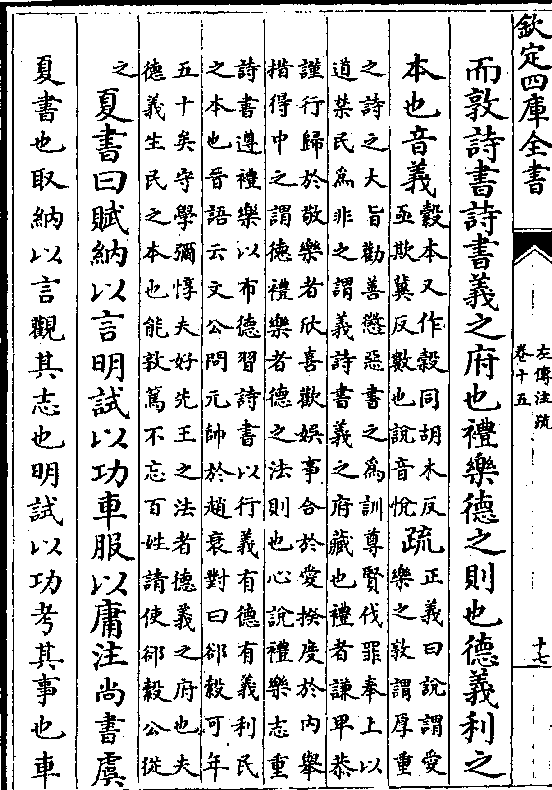 欽定四庫全書
左傳注疏
卷十五
十七
而敦詩書詩書義之府也禮樂德之則也德義利之
本也音義
縠本又作穀同胡木反
亟欺冀反數也說音悅
疏
正義曰說謂愛
樂之敦謂厚重
之詩之大旨勸善懲惡書之為訓尊賢伐罪奉上以
道禁民為非之謂義詩書義之府藏也禮者謙卑恭
謹行歸於敬樂者欣喜歡娛事合於愛揆度於内舉
措得中之謂德禮樂者德之法則也心說禮樂志重
詩書遵禮樂以布德習詩書以行義有德有義利民
之本也晉語云文公問元帥於趙衰對曰郤縠可年
五十矣守學彌惇夫好先王之法者德義之府也夫
德義生民之本也能敦篤不忘百姓請使郤縠公從
之
夏書曰賦納以言明試以功車服以庸注尚書虞
夏書也取納以言觀其志也明試以功考其事也車